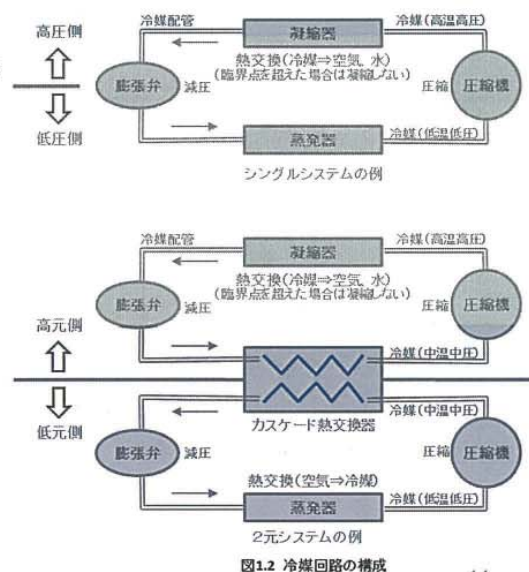 高圧側
低圧側
冷媒配管
凝縮器
冷媒(高温高圧)
熱交換(冷媒⇒空気、水)
(臨界点を超えた場合は凝縮しない)
膨張弁
減圧
圧縮
圧縮機
蒸発器
冷媒(低温低圧)
シングルシステムの例
冷媒配管
凝縮器
冷媒(高温高圧)
熱交換(冷媒⇒空気、水)
(臨界点を超えた場合は凝縮しない)
膨張弁
減圧
圧縮
圧縮機
高元側
低元側
冷媒(中温中圧)
冷媒(中温中圧)
カスケード熱交換器
膨張弁
減圧
圧縮
圧縮機
熱交換(空気⇒冷媒)
蒸発器
冷媒(低温低圧)
2元システムの例
図1.2 冷媒回路の構成